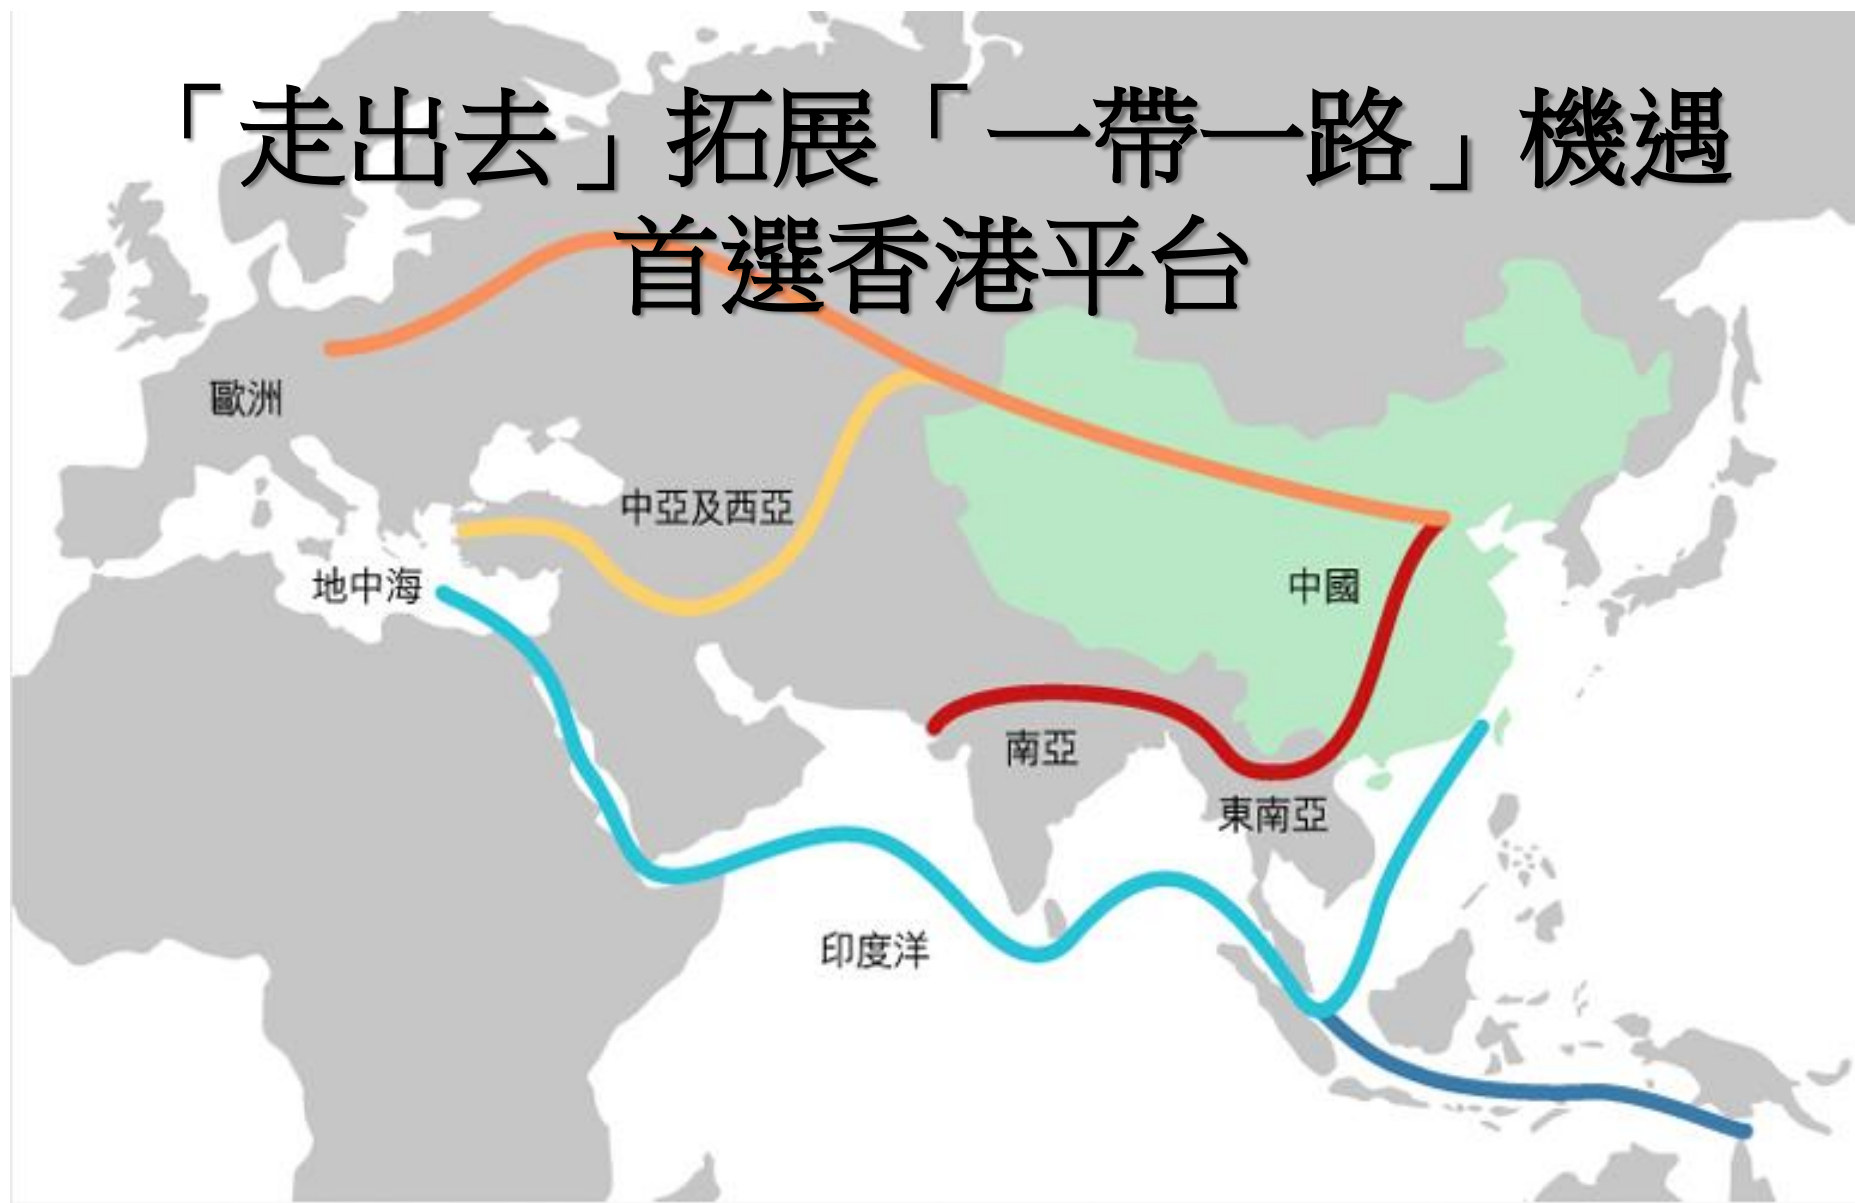 「走出去」拓展「一帶一路」機遇
首選香港平台
歐洲
中亞及西亞
地中海
中國
南亞
東南亞
印度洋